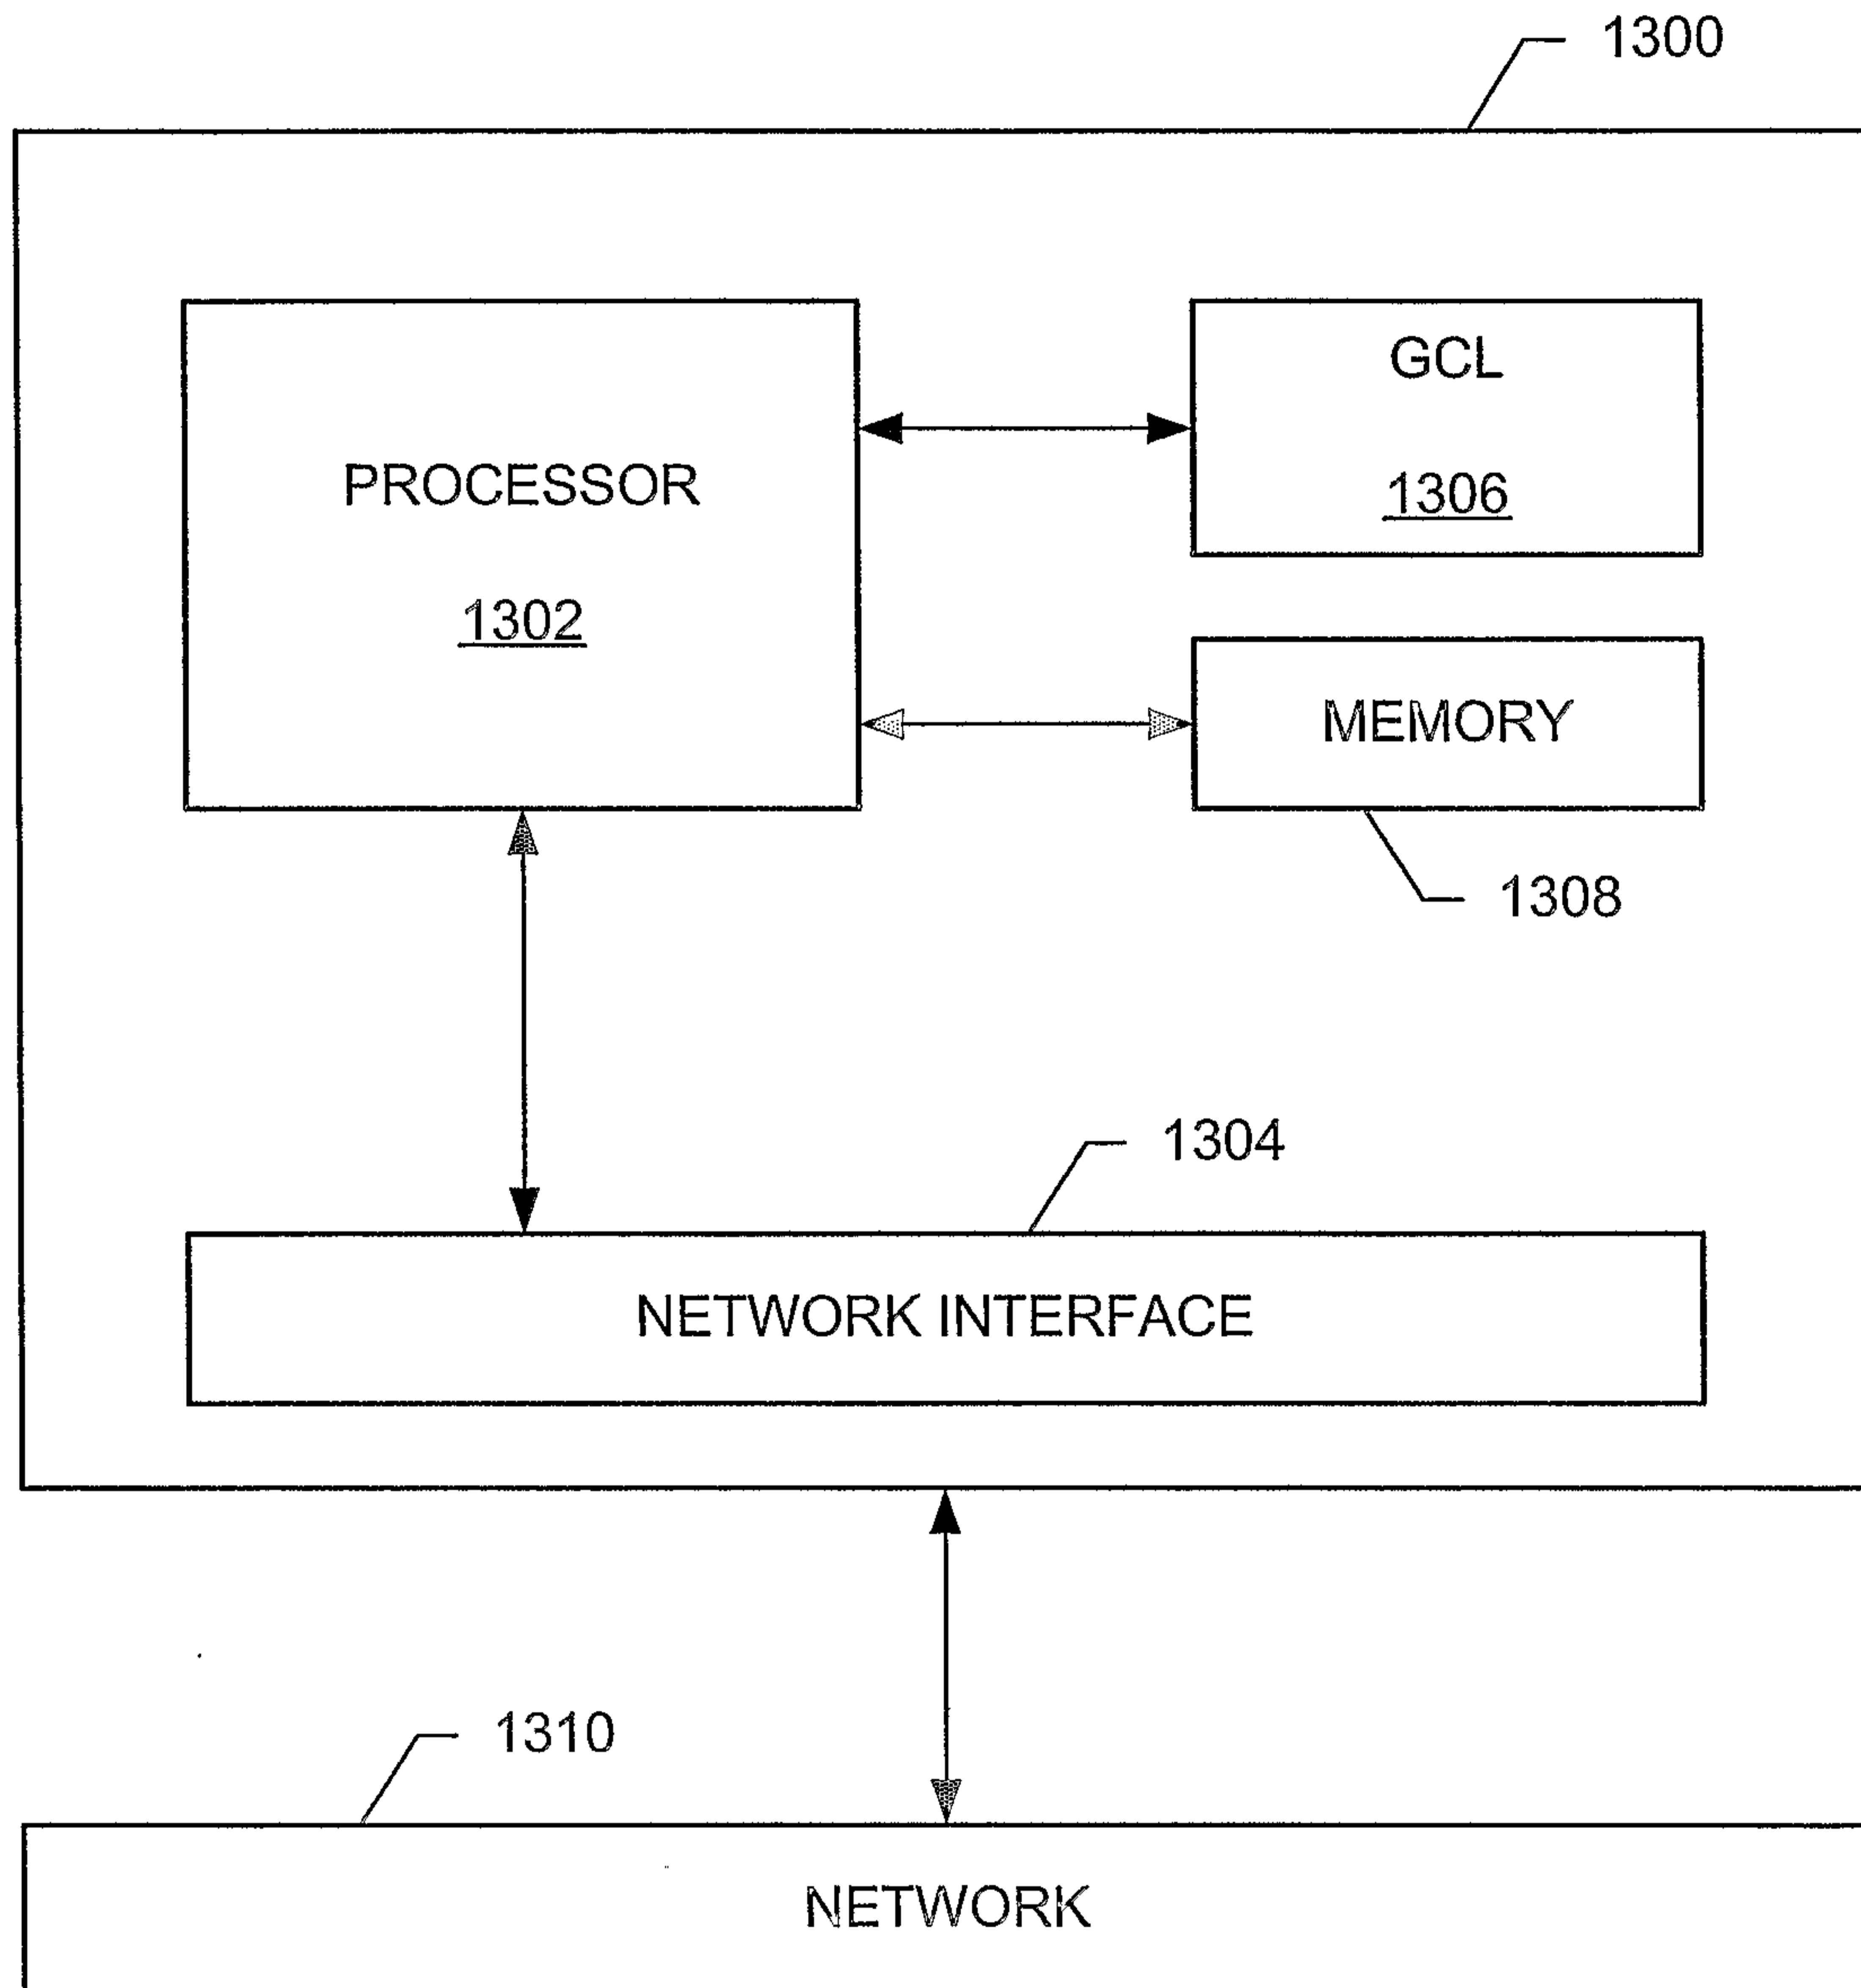 1300
GCL
PROCESSOR
1306
1302
MEMORY
1308
1304
NETWORK INTERFACE
1310
NETWORK